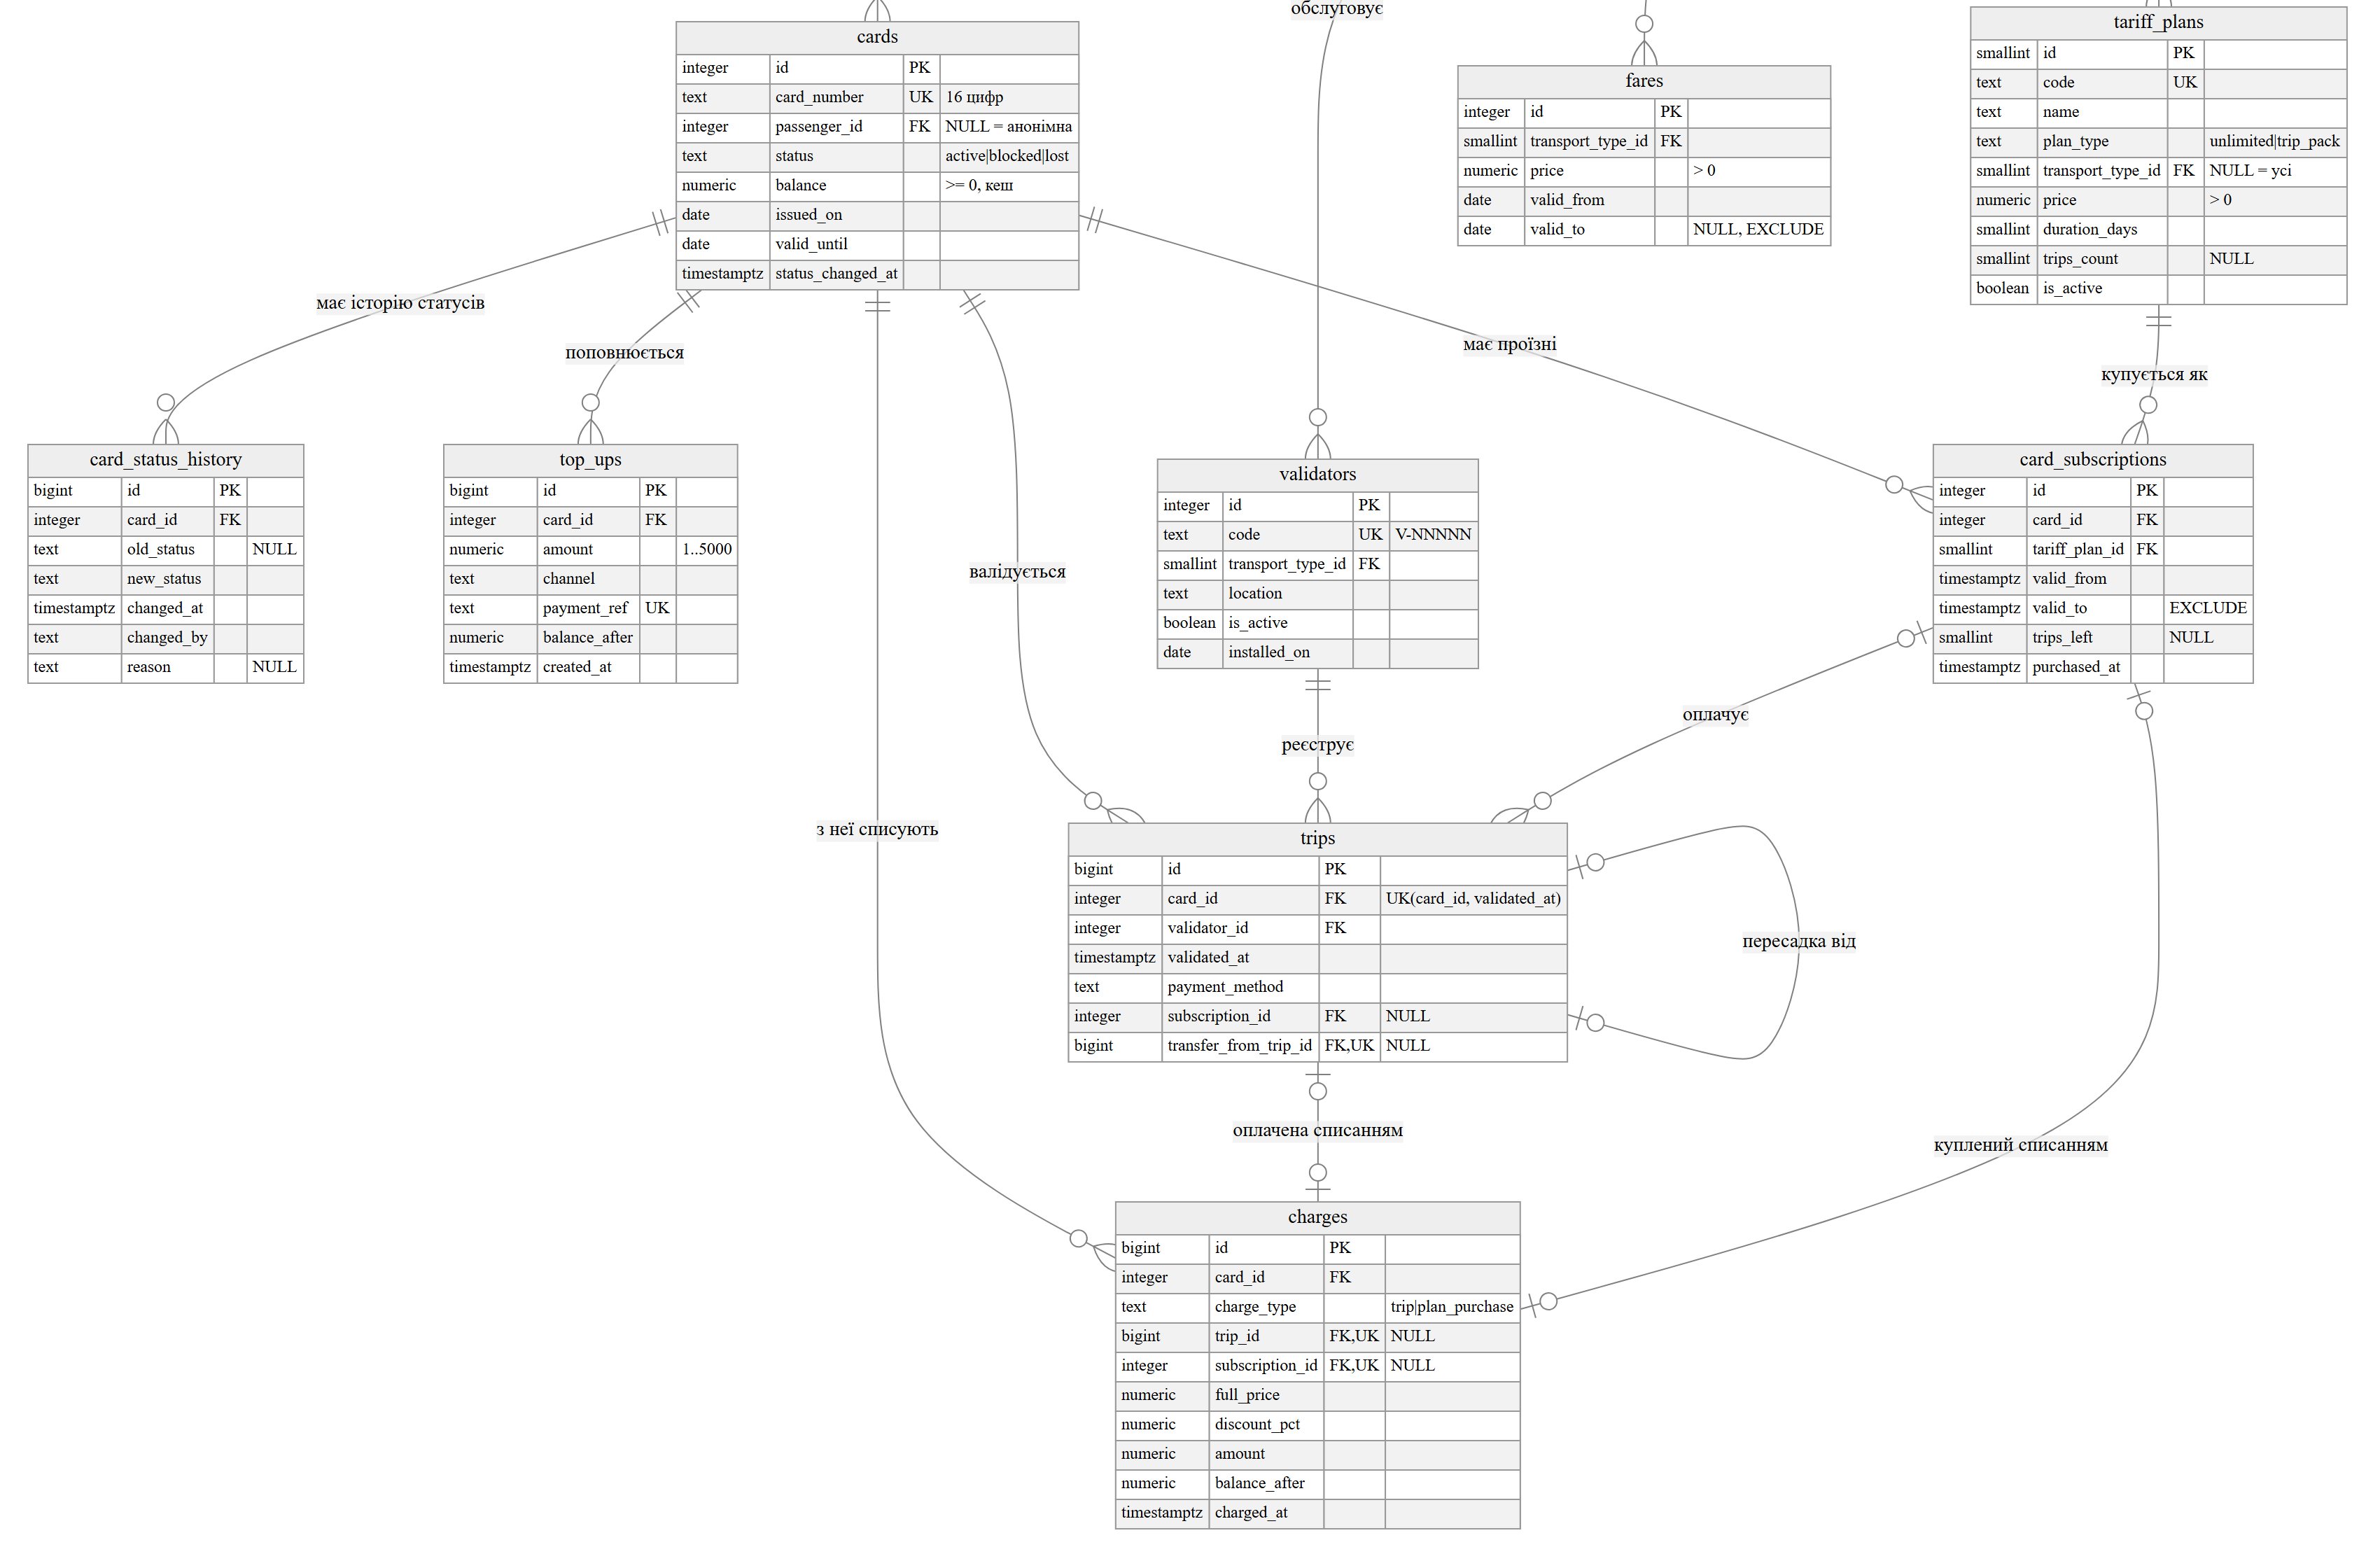 обслуговує
cards
integer id PK
text card_number UK 16 цифр
integer passenger_id FK NULL = анонімна
text status active|blocked|lost
numeric balance >= 0, кеш
date issued_on
date valid_until
timestamptz status_changed_at
fares
integer id PK
smallint transport_type_id FK
numeric price > 0
date valid_from
date valid_to NULL, EXCLUDE
tariff_plans
smallint id PK
text code UK
text name
text plan_type unlimited|trip_pack
smallint transport_type_id FK NULL = усі
numeric price > 0
smallint duration_days
smallint trips_count NULL
boolean is_active
має історію статусів
поповнюється
має проїзні
купується як
card_status_history
bigint id PK
integer card_id FK
text old_status NULL
text new_status
timestamptz changed_at
text changed_by
text reason NULL
top_ups
bigint id PK
integer card_id FK
numeric amount 1..5000
text channel
text payment_ref UK
numeric balance_after
timestamptz created_at
валідується
validators
integer id PK
text code UK V-NNNNN
smallint transport_type_id FK
text location
boolean is_active
date installed_on
card_subscriptions
integer id PK
integer card_id FK
smallint tariff_plan_id FK
timestamptz valid_from
timestamptz valid_to EXCLUDE
smallint trips_left NULL
timestamptz purchased_at
оплачує
реєструє
з неї списують
trips
bigint id PK
integer card_id FK UK(card_id, validated_at)
integer validator_id FK
timestamptz validated_at
text payment_method
integer subscription_id FK NULL
bigint transfer_from_trip_id FK,UK NULL
пересадка від
оплачена списанням
куплений списанням
charges
bigint id PK
integer card_id FK
text charge_type trip|plan_purchase
bigint trip_id FK,UK NULL
integer subscription_id FK,UK NULL
numeric full_price
numeric discount_pct
numeric amount
numeric balance_after
timestamptz charged_at